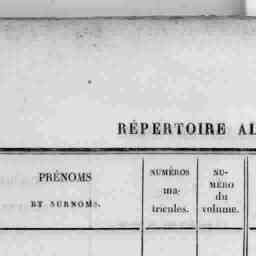 RÉPERTOIRE AL
PRÉNOMS
ET SURNOMS.
NUMÉROS
ma-
tricules.
NU-
MÉRO
du
volume.